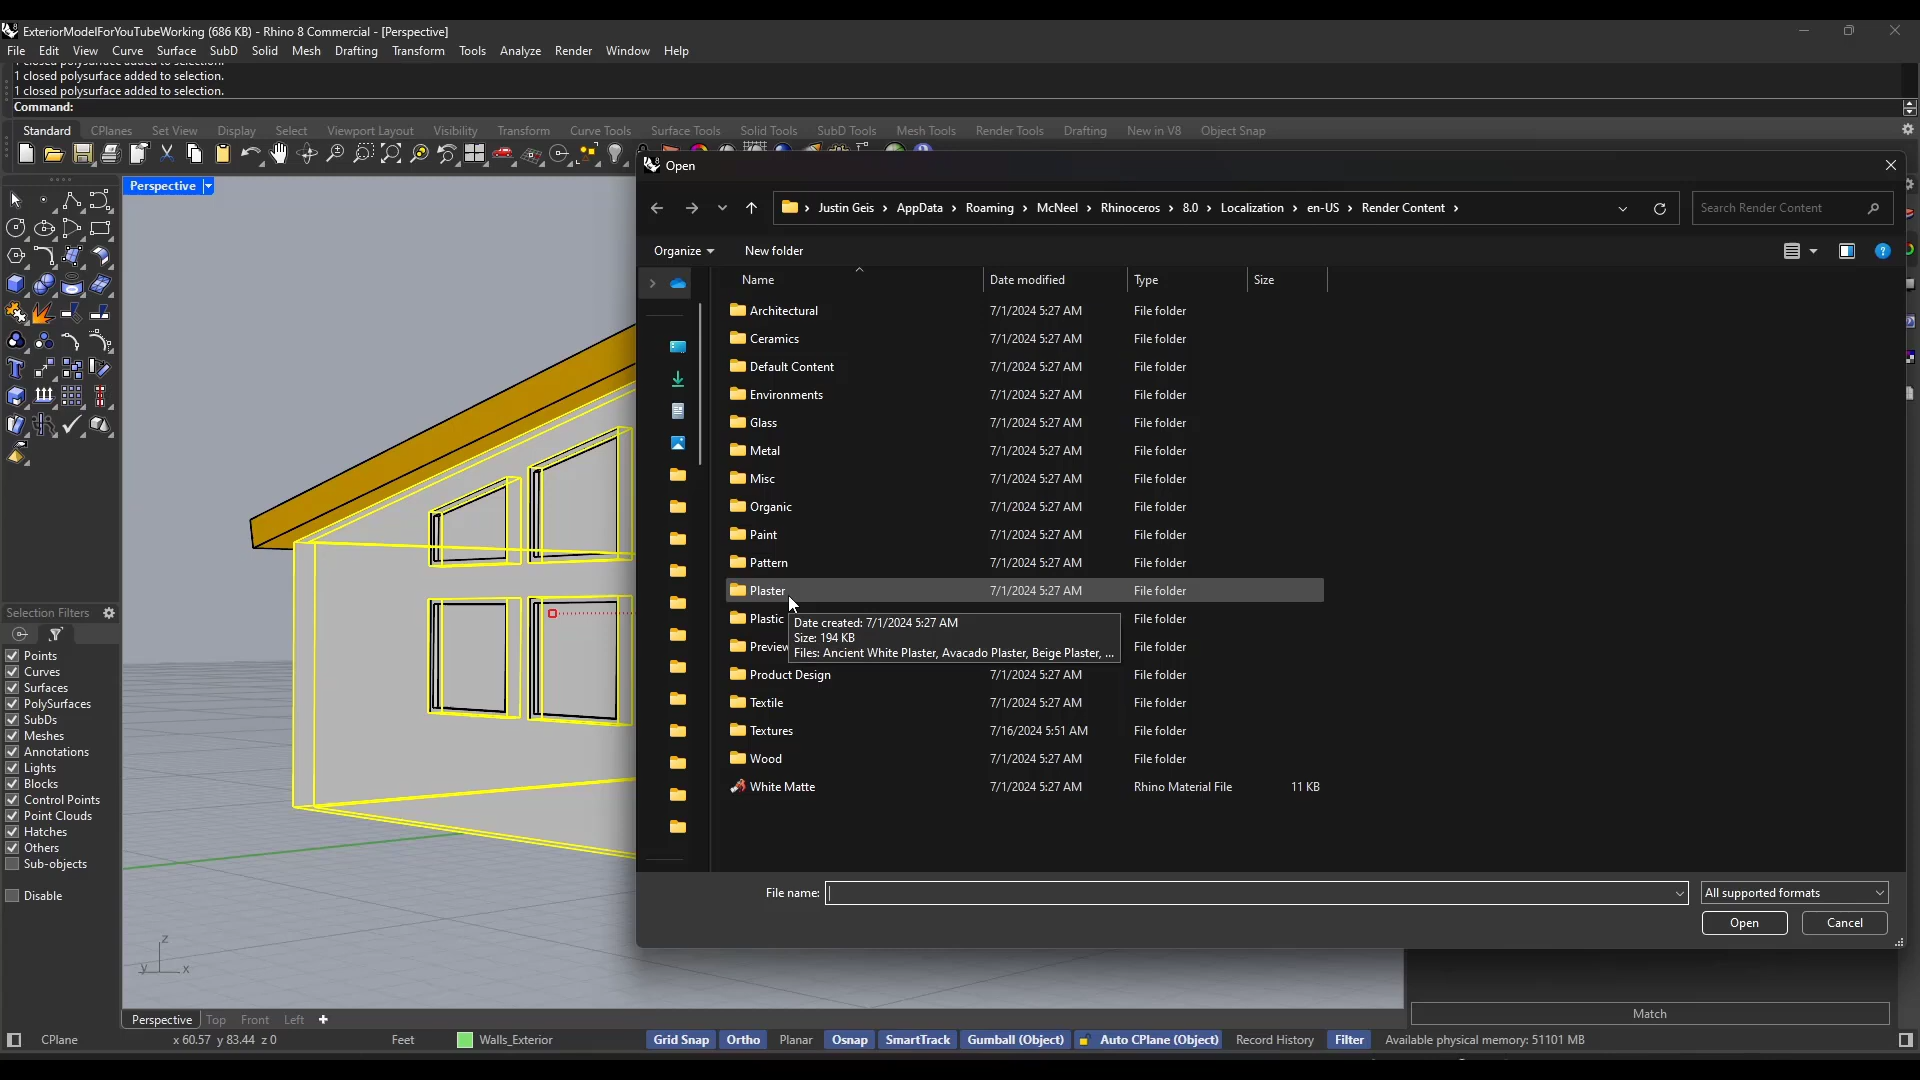 ExteriorModelForYouTubeWorking (686 KB) - Rhino 8 Commercial - [Perspective]
File Edit View Curve Surface SubD Solid Mesh Drafting Transform Tools Analyze Render Window Help
1 closed polysurface added to selection.
1 closed polysurface added to selection.
1 closed polysurface added to selection.
Command:
Standard CPlanes Set View Display Select Viewport Layout Visibility Transform Curve Tools Surface Tools Solid Tools SubD Tools Mesh Tools Render Tools Drafting New in V8 Object Snap
Perspective
Open
Justin Geis › AppData › Roaming › McNeel › Rhinoceros › 8.0 › Localization › en-US › Render Content ›
Search Render Content
Organize New folder
Name Date modified Type Size
Architectural 7/1/2024 5:27 AM File folder
Ceramics 7/1/2024 5:27 AM File folder
Default Content 7/1/2024 5:27 AM File folder
Environments 7/1/2024 5:27 AM File folder
Glass 7/1/2024 5:27 AM File folder
Metal 7/1/2024 5:27 AM File folder
Misc 7/1/2024 5:27 AM File folder
Organic 7/1/2024 5:27 AM File folder
Paint 7/1/2024 5:27 AM File folder
Pattern 7/1/2024 5:27 AM File folder
Plaster 7/1/2024 5:27 AM File folder
Plastic File folder
Preview File folder
Date created: 7/1/2024 5:27 AM
Size: 194 KB
Files: Ancient White Plaster, Avacado Plaster, Beige Plaster, ...
Product Design 7/1/2024 5:27 AM File folder
Textile 7/1/2024 5:27 AM File folder
Textures 7/16/2024 5:51 AM File folder
Wood 7/1/2024 5:27 AM File folder
White Matte 7/1/2024 5:27 AM Rhino Material File 11 KB
File name: All supported formats
Open Cancel
Selection Filters
Points
Curves
Surfaces
PolySurfaces
SubDs
Meshes
Annotations
Lights
Blocks
Control Points
Point Clouds
Hatches
Others
Sub-objects
Disable
z
y x
Match
Perspective Top Front Left
CPlane x 60.57 y 83.44 z 0 Feet Walls_Exterior Grid Snap Ortho Planar Osnap SmartTrack Gumball (Object) Auto CPlane (Object) Record History Filter Available physical memory: 51101 MB